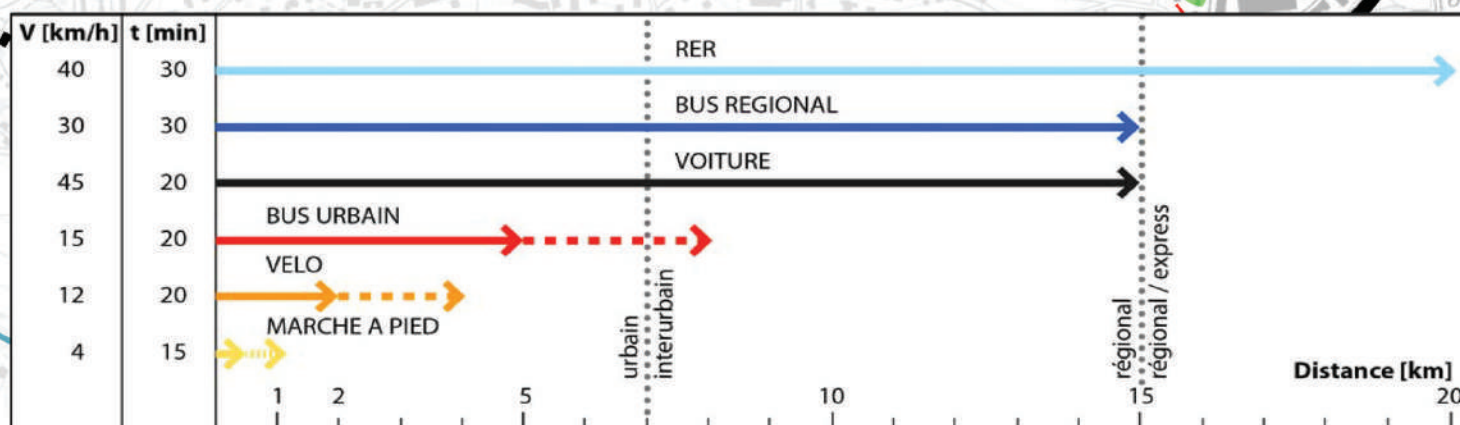 V [km/h] t [min]
RER
40 30
BUS REGIONAL
30 30
VOITURE
45 20
BUS URBAIN
15 20
VELO
12 20
MARCHE A PIED
4 15
urbain
interurbain
régional
régional / express
Distance [km]
1 2 5 10 15 20